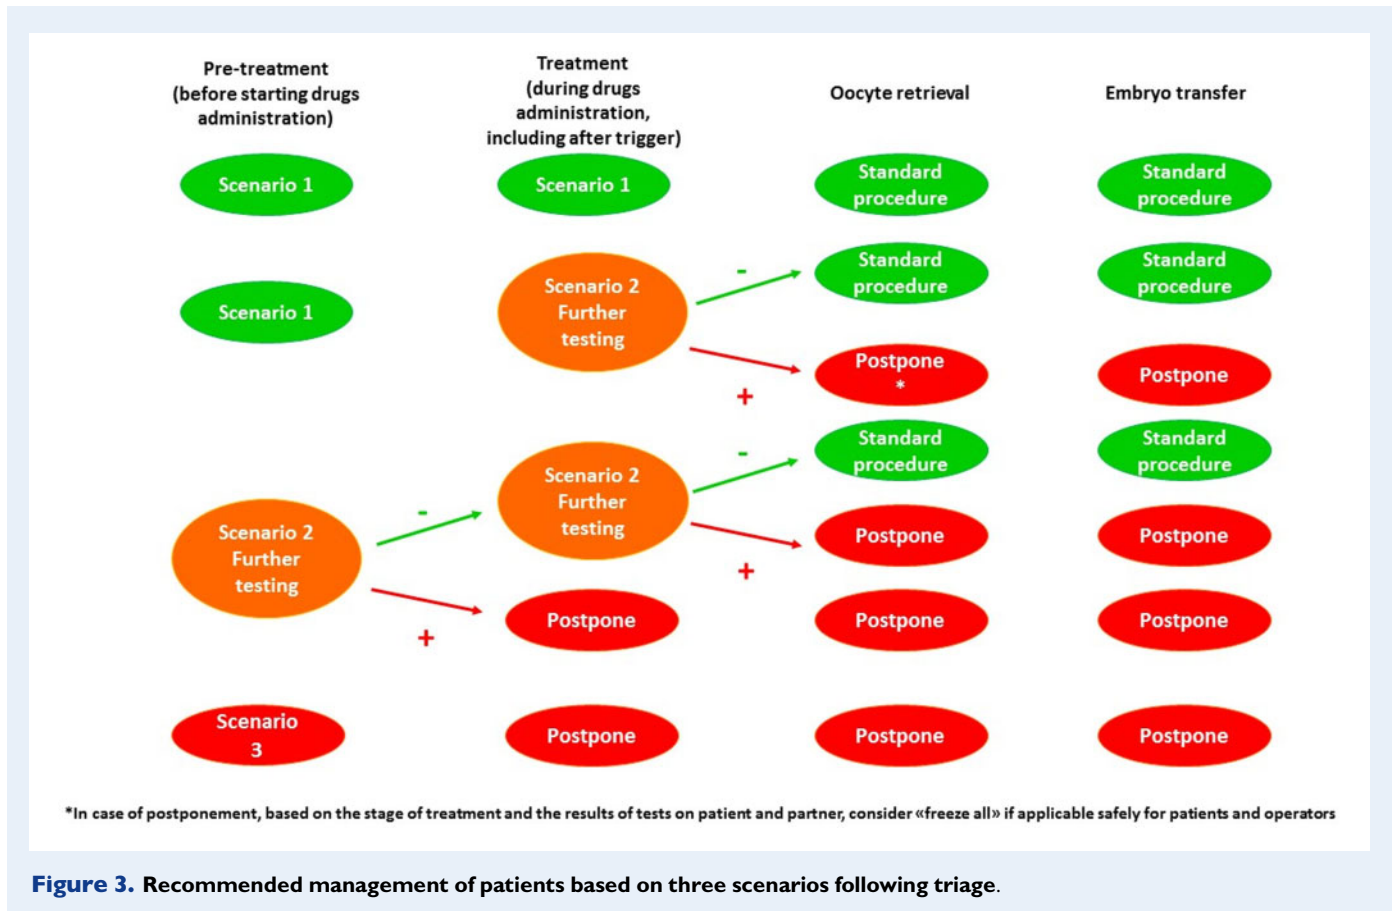 Pre-treatment
(before starting drugs
administration)
Treatment
(during drugs
administration,
including after trigger)
Oocyte retrieval
Embryo transfer
Scenario 1
Scenario 1
Standard
procedure
Standard
procedure
Scenario 1
Scenario 2
Further
testing
-
Standard
procedure
Standard
procedure
+
Postpone
*
Postpone
Scenario 2
Further
testing
-
Scenario 2
Further
testing
-
Standard
procedure
Standard
procedure
+
Postpone
Postpone
+
Postpone
Postpone
Postpone
Scenario
3
Postpone
Postpone
Postpone
*In case of postponement, based on the stage of treatment and the results of tests on patient and partner, consider «freeze all» if applicable safely for patients and operators
Figure 3. Recommended management of patients based on three scenarios following triage.